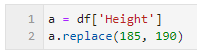 1 a = df['Height']
2 a.replace(185, 190)